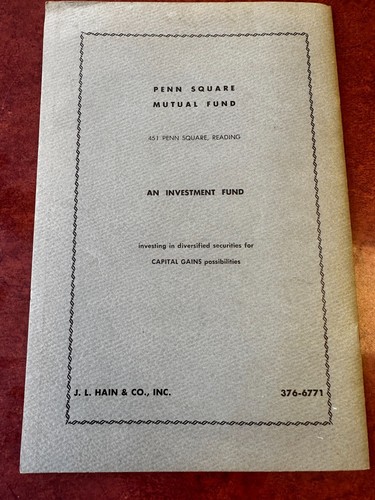 PENN SQUARE
MUTUAL FUND
451 PENN SQUARE, READING
AN INVESTMENT FUND
investing in diversified securities for
CAPITAL GAINS possibilities
J. L. HAIN & CO., INC. 376-6771